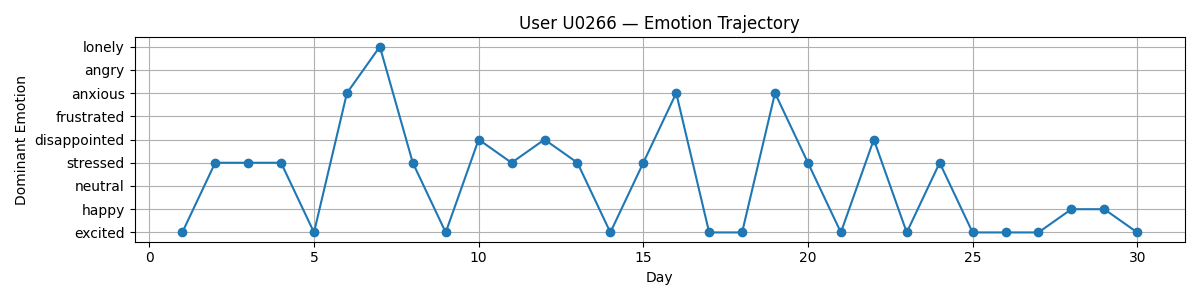 User U0266 — Emotion Trajectory
Dominant Emotion
lonely
angry
anxious
frustrated
disappointed
stressed
neutral
happy
excited
0 5 10 15 20 25 30
Day